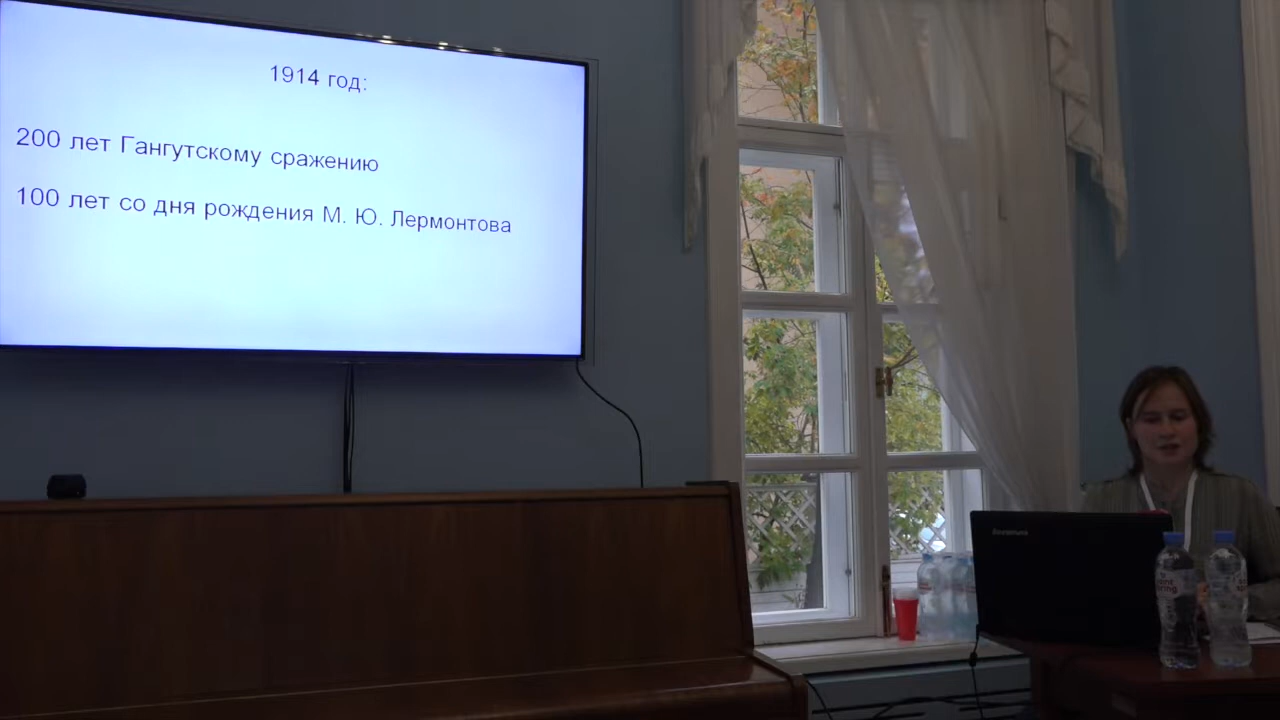 1914 год:
200 лет Гангутскому сражению
100 лет со дня рождения М. Ю. Лермонтова